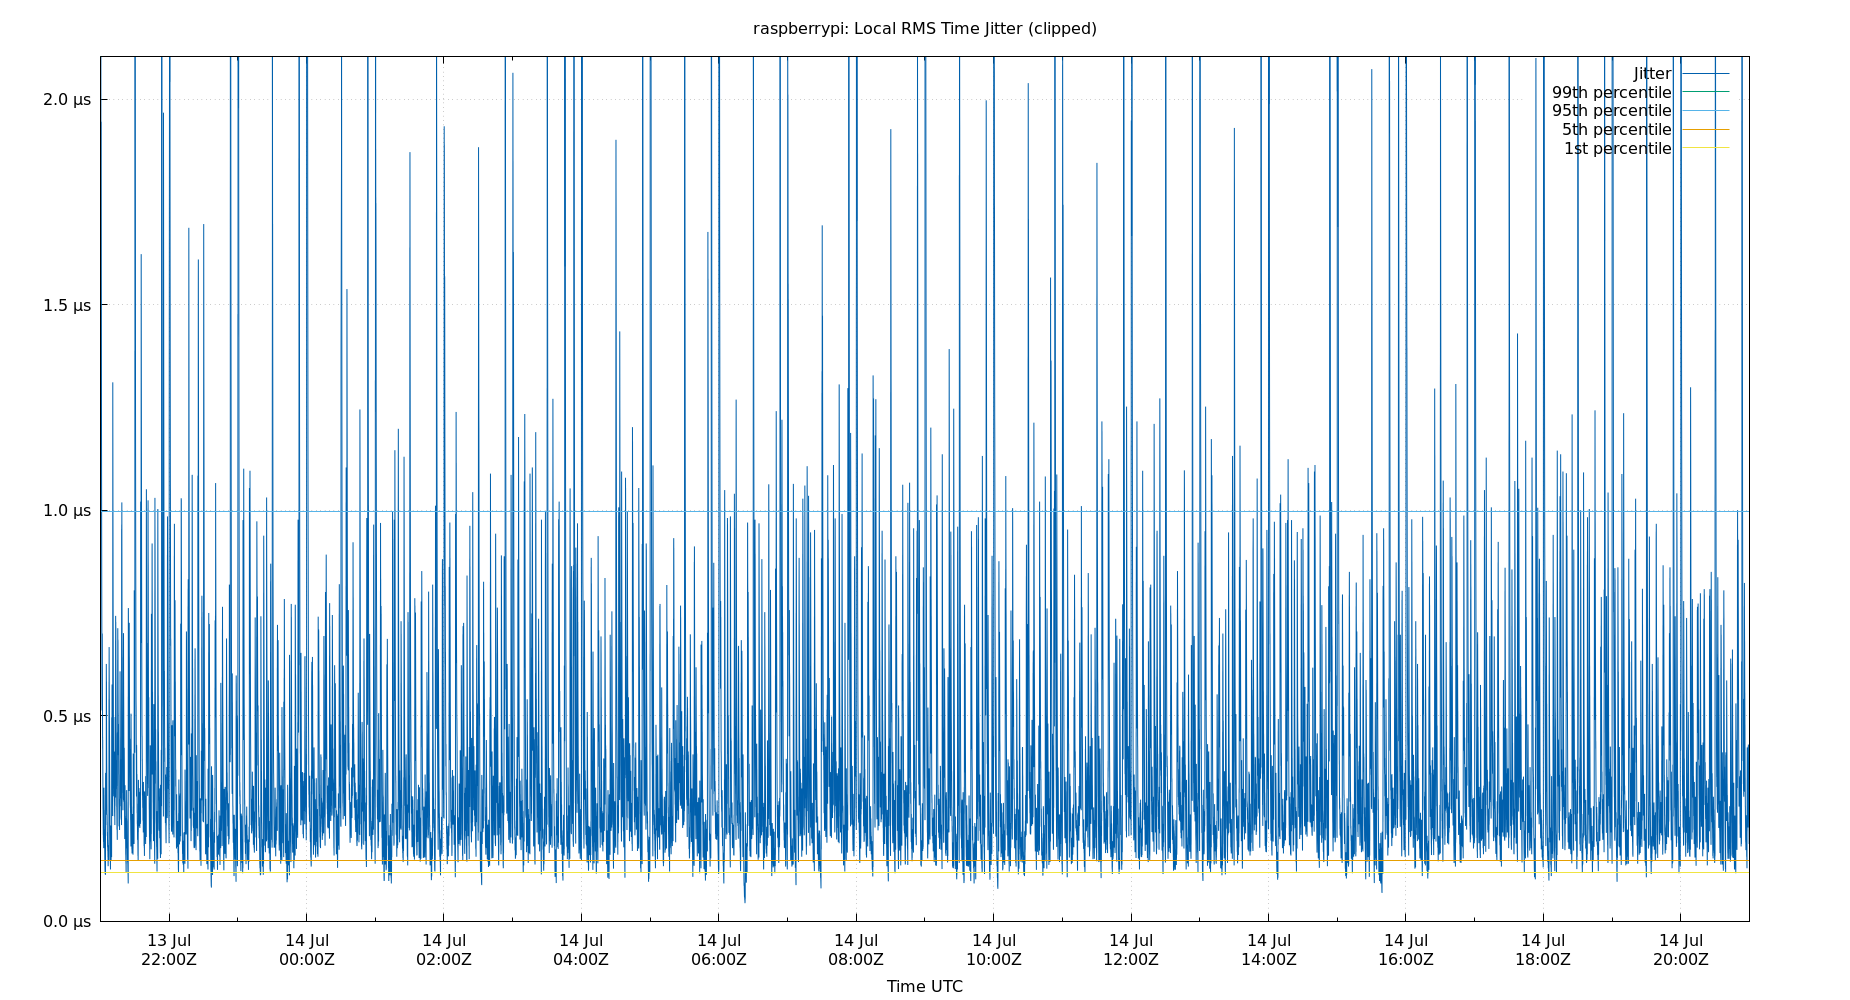 raspberrypi: Local RMS Time Jitter (clipped)
Jitter
99th percentile
95th percentile
5th percentile
1st percentile
2.0 μs
1.5 μs
1.0 μs
0.5 μs
0.0 μs
13 Jul 14 Jul 14 Jul 14 Jul 14 Jul 14 Jul 14 Jul 14 Jul 14 Jul 14 Jul 14 Jul 14 Jul
22:00Z 00:00Z 02:00Z 04:00Z 06:00Z 08:00Z 10:00Z 12:00Z 14:00Z 16:00Z 18:00Z 20:00Z
Time UTC